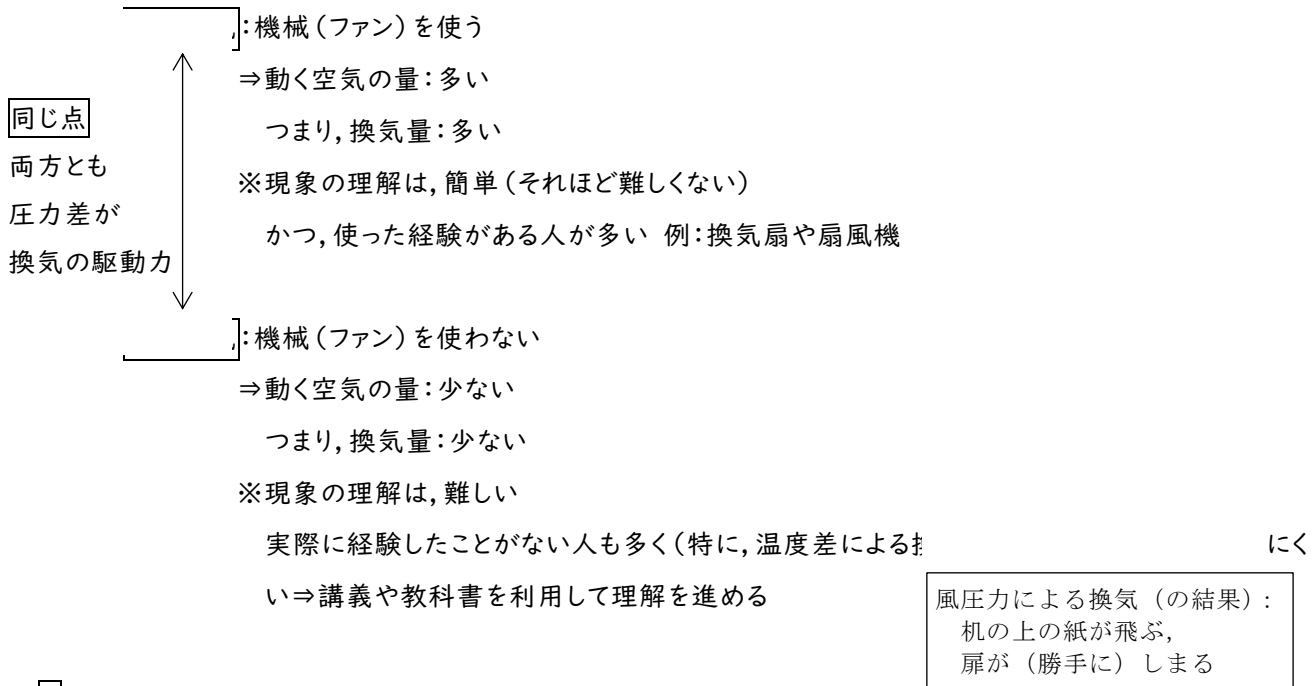 :機械(ファン)を使う
⇒動く空気の量:多い
同じ点
つまり,換気量:多い
両方とも
※現象の理解は,簡単(それほど難しくない)
圧力差が
かつ,使った経験がある人が多い 例:換気扇や扇風機
換気の駆動力
:機械(ファン)を使わない
⇒動く空気の量:少ない
つまり,換気量:少ない
※現象の理解は,難しい
実際に経験したことがない人も多く(特に,温度差による にく
い⇒講義や教科書を利用して理解を進める
風圧力による換気(の結果):
机の上の紙が飛ぶ,
扉が(勝手に)しまる